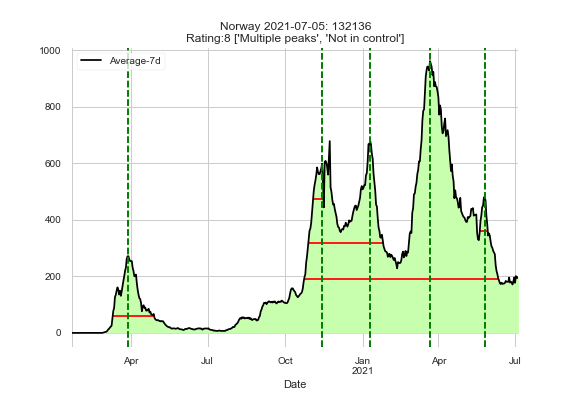 Norway 2021-07-05: 132136
Rating:8 ['Multiple peaks', 'Not in control']
Average-7d
1000
800
600
400
200
0
Apr Jul Oct Jan Apr Jul
2021
Date